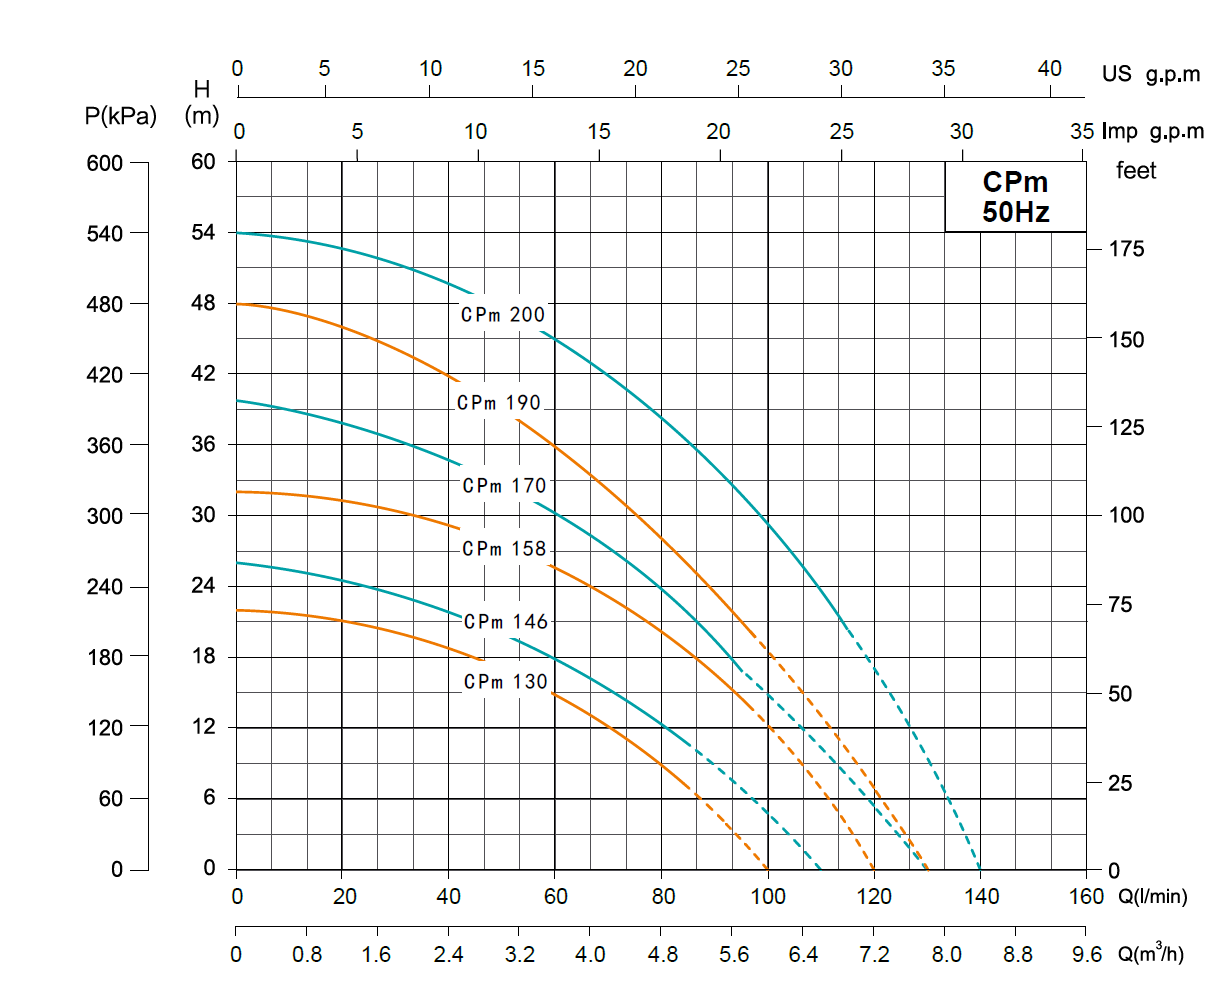 0 5 10 15 20 25 30 35 40 US g.p.m
H
P(kPa) (m)
0 5 10 15 20 25 30 35 Imp g.p.m
600 60 feet
CPm
50Hz
540 54
175
480 48
CPm 200
150
420 42
CPm 190
125
360 36
CPm 170
300 30 100
CPm 158
240 24
75
CPm 146
180 18
CPm 130
50
120 12
25
60 6
0 0 0
0 20 40 60 80 100 120 140 160 Q(l/min)
0 0.8 1.6 2.4 3.2 4.0 4.8 5.6 6.4 7.2 8.0 8.8 9.6 Q(m³/h)